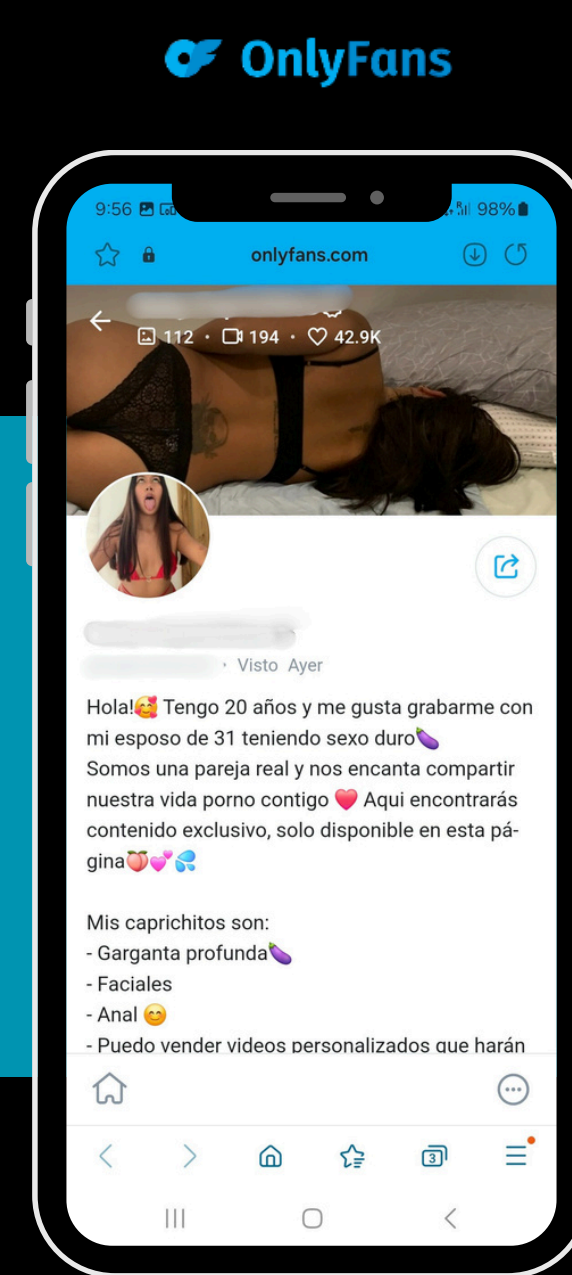 OnlyFans
9:56
98%
onlyfans.com
112 · 194 · 42.9K
Visto Ayer
Hola!🥰 Tengo 20 años y me gusta grabarme con
mi esposo de 31 teniendo sexo duro🍆
Somos una pareja real y nos encanta compartir
nuestra vida porno contigo ❤️ Aqui encontrarás
contenido exclusivo, solo disponible en esta pá-
gina🍑💕💦
Mis caprichitos son:
- Garganta profunda🍆
- Faciales
- Anal 😊
- Puedo vender videos personalizados que harán
3